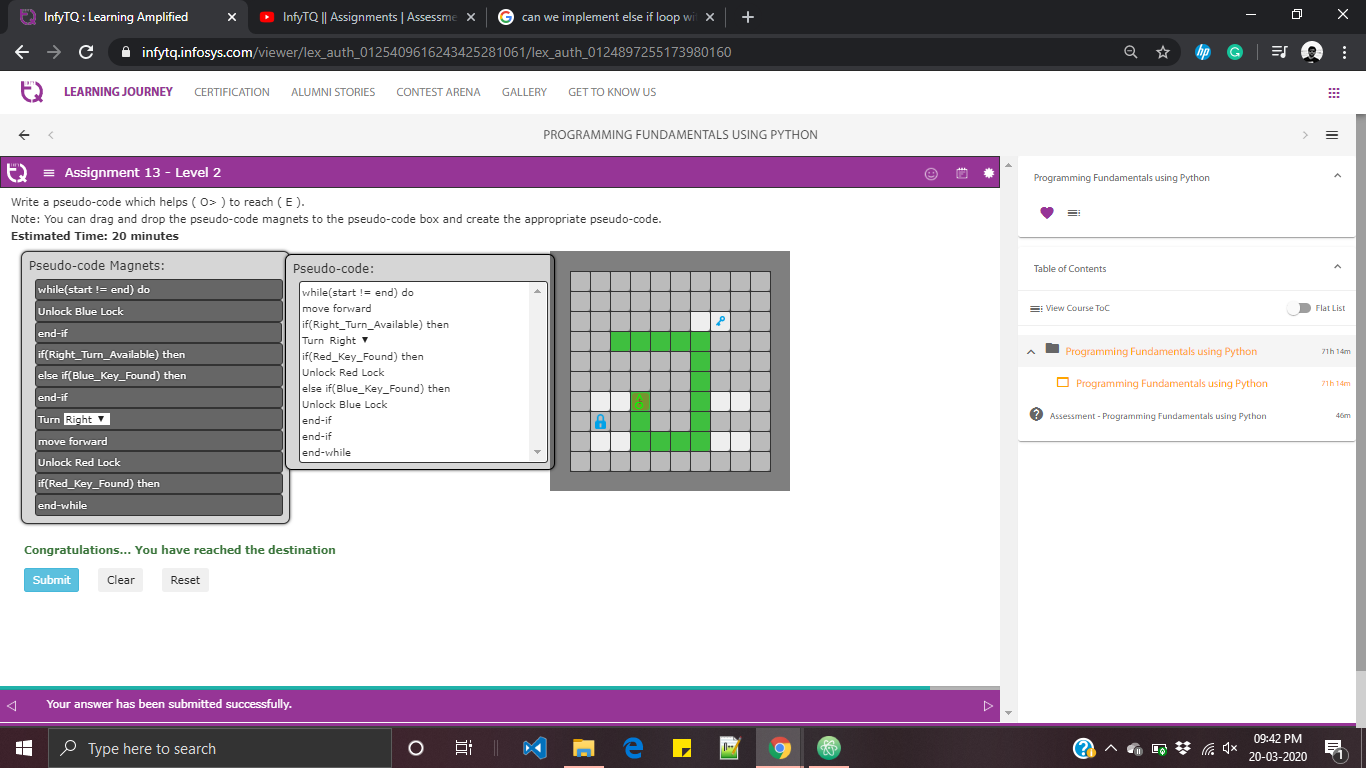 InfyTQ : Learning Amplified
InfyTQ || Assignments | Assessme
can we implement else if loop wit
infytq.infosys.com/viewer/lex_auth_0125409616243425281061/lex_auth_0124897255173980160
LEARNING JOURNEY
CERTIFICATION
ALUMNI STORIES
CONTEST ARENA
GALLERY
GET TO KNOW US
PROGRAMMING FUNDAMENTALS USING PYTHON
Assignment 13 - Level 2
Write a pseudo-code which helps ( O> ) to reach ( E ).
Note: You can drag and drop the pseudo-code magnets to the pseudo-code box and create the appropriate pseudo-code.
Estimated Time: 20 minutes
Pseudo-code Magnets:
while(start != end) do
Unlock Blue Lock
end-if
if(Right_Turn_Available) then
else if(Blue_Key_Found) then
end-if
Turn Right
move forward
Unlock Red Lock
if(Red_Key_Found) then
end-while
Pseudo-code:
while(start != end) do
move forward
if(Right_Turn_Available) then
Turn Right
if(Red_Key_Found) then
Unlock Red Lock
else if(Blue_Key_Found) then
Unlock Blue Lock
end-if
end-if
end-while
Congratulations... You have reached the destination
Submit
Clear
Reset
Your answer has been submitted successfully.
Programming Fundamentals using Python
Table of Contents
View Course ToC
Flat List
Programming Fundamentals using Python
71h 14m
Programming Fundamentals using Python
71h 14m
Assessment - Programming Fundamentals using Python
46m
Type here to search
09:42 PM
20-03-2020
1